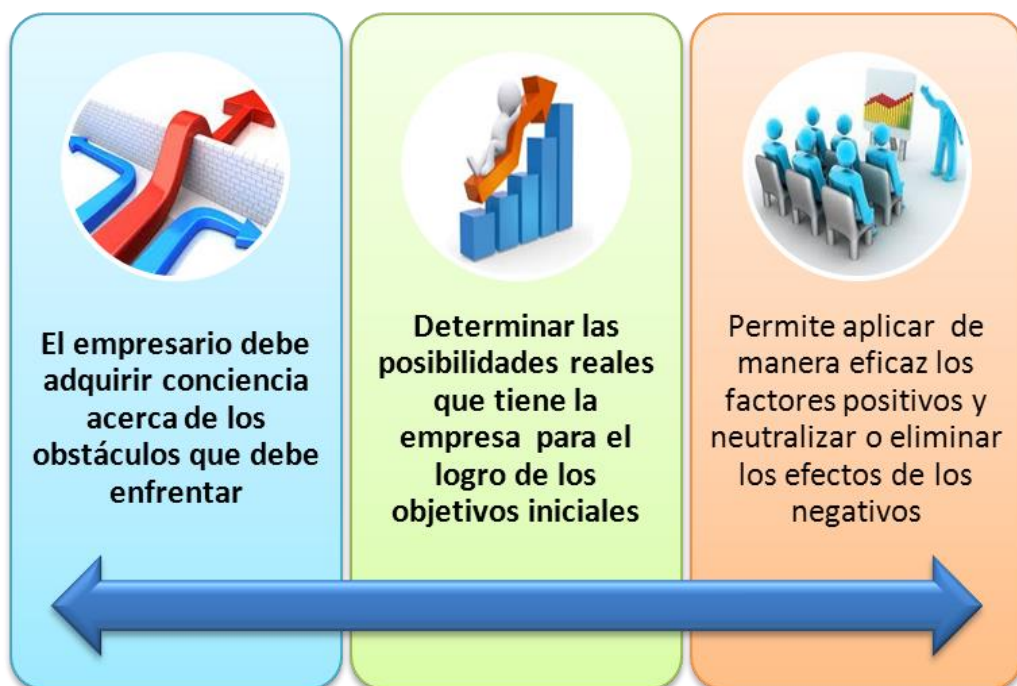 El empresario debe
adquirir conciencia
acerca de los
obstáculos que debe
enfrentar
Determinar las
posibilidades reales
que tiene la
empresa para el
logro de los
objetivos iniciales
Permite aplicar de
manera eficaz los
factores positivos y
neutralizar o eliminar
los efectos de los
negativos